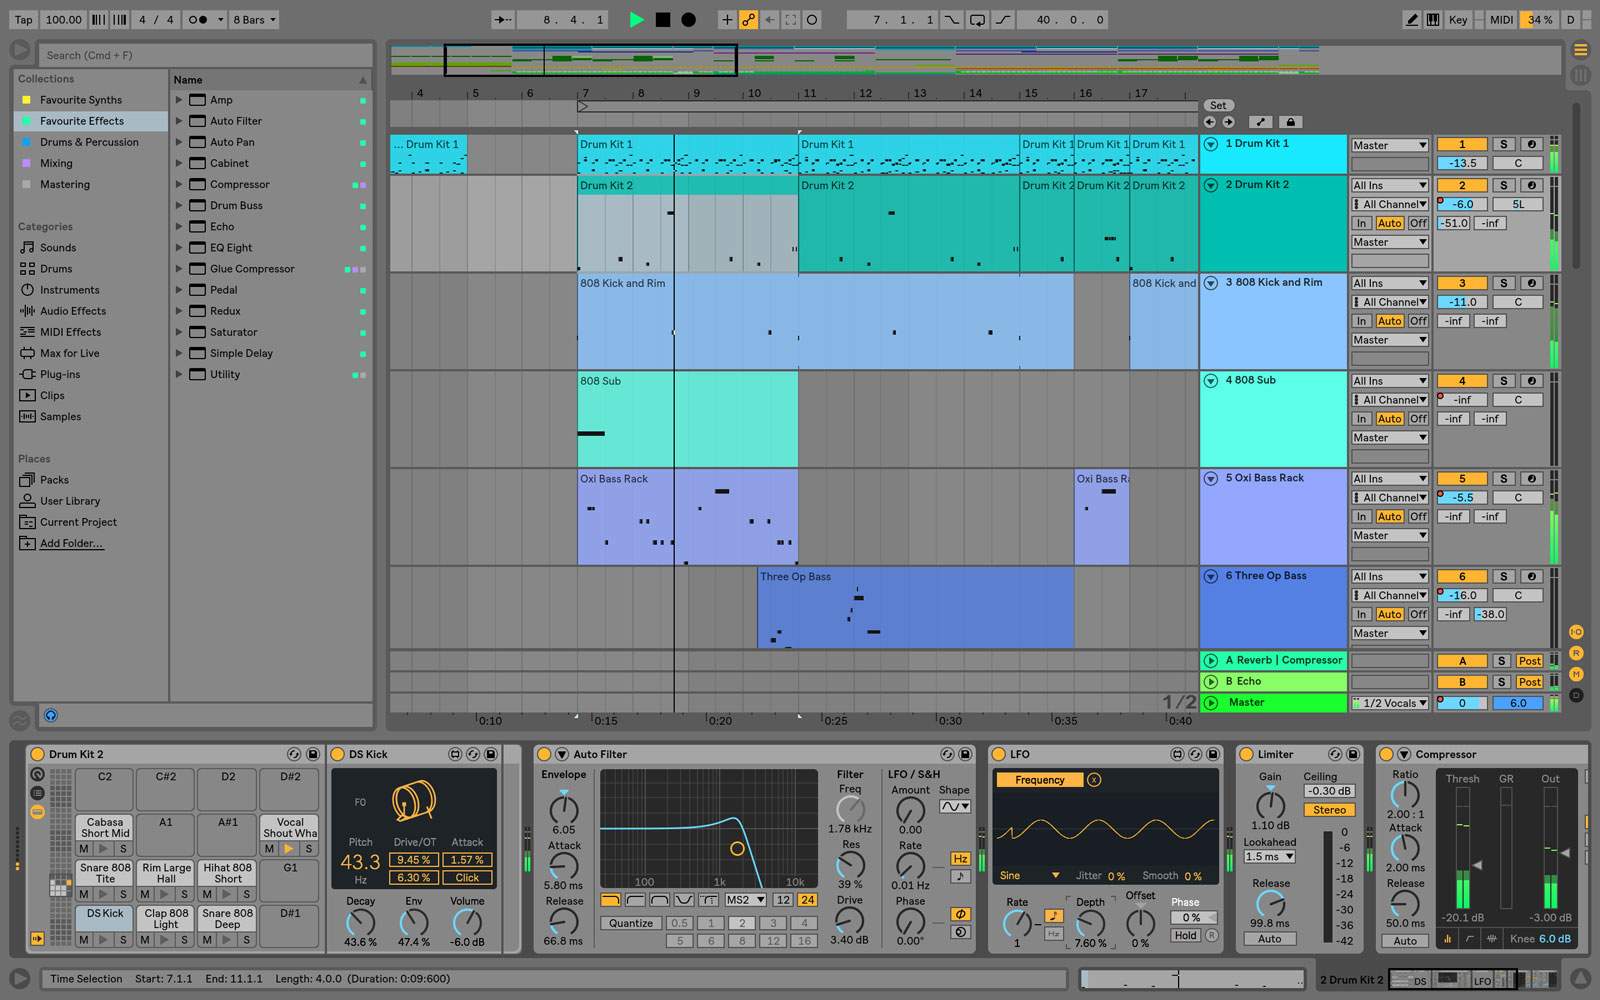 Tap 100.00 4 / 4 8 Bars 8. 4. 1 7. 1. 1 40. 0. 0 Key MIDI 34 % D
Search (Cmd + F)
Collections
Favourite Synths
Favourite Effects
Drums & Percussion
Mixing
Mastering
Categories
Sounds
Drums
Instruments
Audio Effects
MIDI Effects
Max for Live
Plug-ins
Clips
Samples
Places
Packs
User Library
Current Project
Add Folder...
Name
Amp
Auto Filter
Auto Pan
Cabinet
Compressor
Drum Buss
Echo
EQ Eight
Glue Compressor
Pedal
Redux
Saturator
Simple Delay
Utility
4 5 6 7 8 9 10 11 12 13 14 15 16 17
Set
... Drum Kit 1 Drum Kit 1 Drum Kit 1 Drum Kit 1 Drum Kit 1 Drum Kit 1
1 Drum Kit 1 Master 1 S -13.5 C
Drum Kit 2 Drum Kit 2 Drum Kit 2 Drum Kit 2 Drum Kit 2
2 Drum Kit 2 All Ins 2 S
All Channel -6.0 5L
In Auto Off -51.0 -inf
Master
808 Kick and Rim 808 Kick and
3 808 Kick and Rim All Ins 3 S
All Channel -11.0 C
In Auto Off -inf -inf
Master
808 Sub
4 808 Sub All Ins 4 S
All Channel -inf C
In Auto Off -inf -inf
Master
Oxi Bass Rack Oxi Bass Ra
5 Oxi Bass Rack All Ins 5 S
All Channel -5.5 C
In Auto Off -inf -inf
Master
Three Op Bass
6 Three Op Bass All Ins 6 S
All Channel -16.0 C
In Auto Off -inf -38.0
Master
A Reverb | Compressor A S Post
B Echo B S Post
1/2 Master 1/2 Vocals 0 6.0
I·O
R
M
D
0:10 0:15 0:20 0:25 0:30 0:35 0:40
Drum Kit 2
C2 C#2 D2 D#2
Cabasa Short Mid A1 A#1 Vocal Shout Wha
M S M S
Snare 808 Tite Rim Large Hall Hihat 808 Short G1
M S M S M S
DS Kick Clap 808 Light Snare 808 Deep D#1
M S M S M S
DS Kick
F0
Pitch Drive/OT Attack
43.3 9.45 % 1.57 %
Hz 6.30 % Click
Decay Env Volume
43.6 % 47.4 % -6.0 dB
Auto Filter
Envelope
6.05
Attack
5.80 ms
Release
66.8 ms
100 1k 10k
MS2 12 24
Quantize 0.5 1 2 3 4
5 6 8 12 16
Filter
Freq
1.78 kHz
Res
39 %
Drive
3.40 dB
LFO / S&H
Amount Shape
0.00
Rate Hz
0.01 Hz
Phase
0.00°
LFO
Frequency X
Sine Jitter 0 % Smooth 0 %
Rate Depth Offset Phase
Hz 0 %
1 7.60 % 0 % Hold R
Limiter
Gain Ceiling
-0.30 dB
Stereo
1.10 dB
Lookahead
1.5 ms
Release
99.8 ms
Auto
0
-6
-12
-18
-24
-30
-36
-42
Compressor
Ratio Thresh GR Out
2.00 : 1
Attack
2.00 ms
Release
50.0 ms
Auto
-20.1 dB -3.00 dB
Knee 6.0 dB
Time Selection Start: 7.1.1 End: 11.1.1 Length: 4.0.0 (Duration: 0:09:600)
2 Drum Kit 2 DS LFO